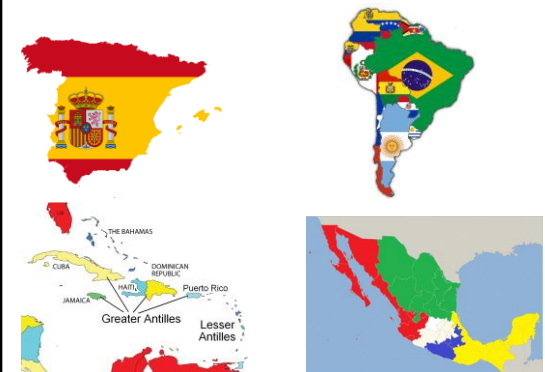 THE BAHAMAS
CUBA
DOMINICAN
REPUBLIC
HAITI
Puerto Rico
JAMAICA
Greater Antilles
Lesser
Antilles